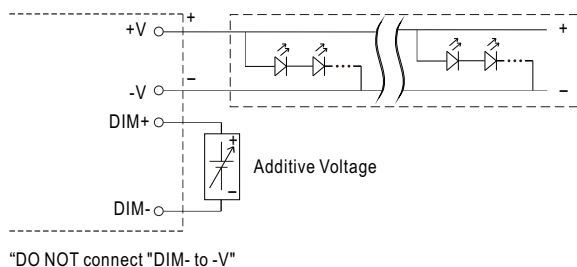 +
+V
+
−
-V
−
DIM+
+
Additive Voltage
−
DIM-
“DO NOT connect "DIM- to -V"